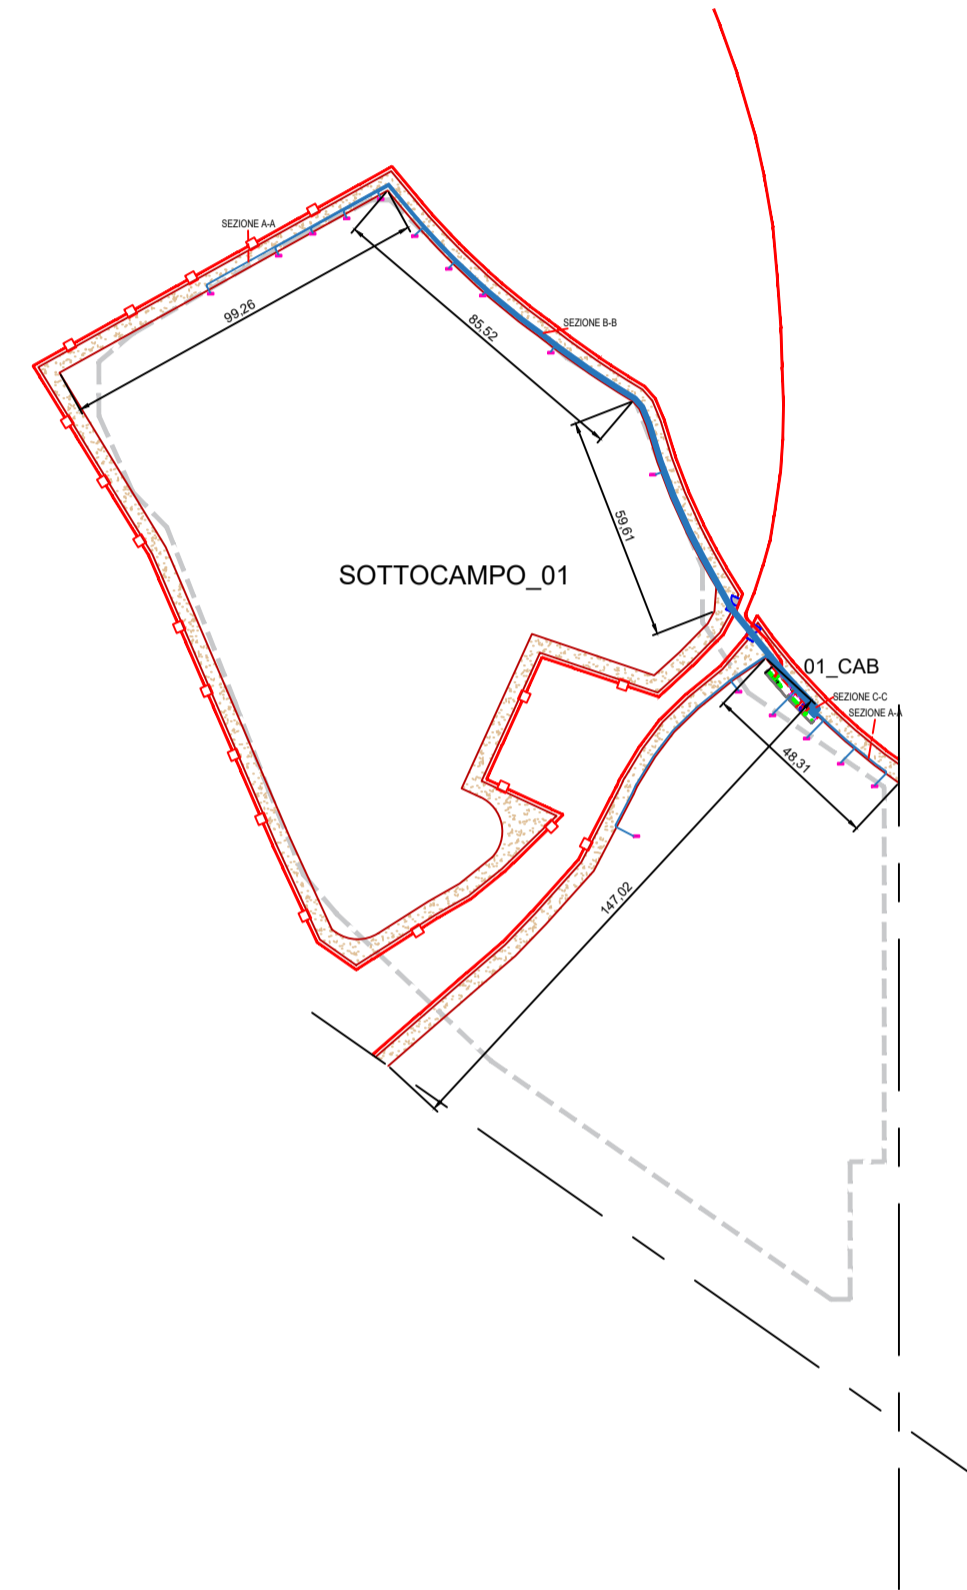 SEZIONE A-A
99,26
85,52
SEZIONE B-B
59,61
SOTTOCAMPO_01
01_CAB
SEZIONE C-C
SEZIONE A-A
48,31
147,02